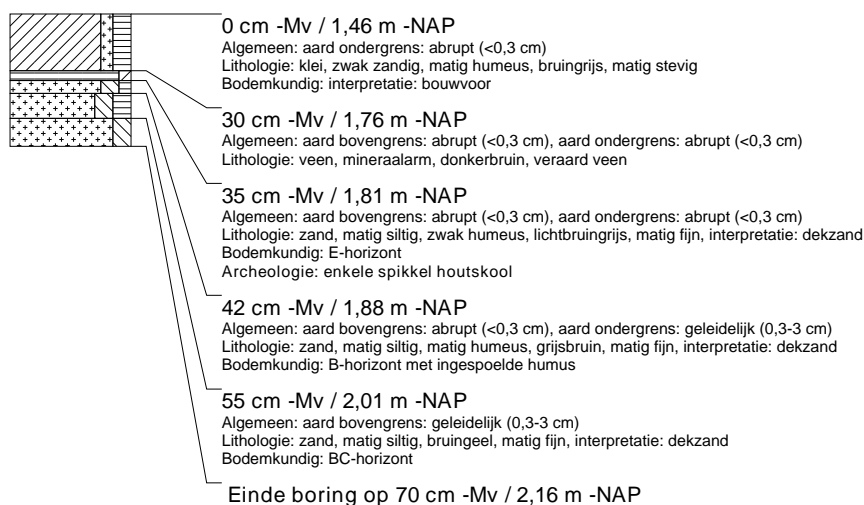 0 cm -Mv / 1,46 m -NAP
Algemeen: aard ondergrens: abrupt (<0,3 cm)
Lithologie: klei, zwak zandig, matig humeus, bruingrijs, matig stevig
Bodemkundig: interpretatie: bouwvoor
30 cm -Mv / 1,76 m -NAP
Algemeen: aard bovengrens: abrupt (<0,3 cm), aard ondergrens: abrupt (<0,3 cm)
Lithologie: veen, mineraalarm, donkerbruin, veraard veen
35 cm -Mv / 1,81 m -NAP
Algemeen: aard bovengrens: abrupt (<0,3 cm), aard ondergrens: abrupt (<0,3 cm)
Lithologie: zand, matig siltig, zwak humeus, lichtbruingrijs, matig fijn, interpretatie: dekzand
Bodemkundig: E-horizont
Archeologie: enkele spikkel houtskool
42 cm -Mv / 1,88 m -NAP
Algemeen: aard bovengrens: abrupt (<0,3 cm), aard ondergrens: geleidelijk (0,3-3 cm)
Lithologie: zand, matig siltig, matig humeus, grijsbruin, matig fijn, interpretatie: dekzand
Bodemkundig: B-horizont met ingespoelde humus
55 cm -Mv / 2,01 m -NAP
Algemeen: aard bovengrens: geleidelijk (0,3-3 cm)
Lithologie: zand, matig siltig, bruingeel, matig fijn, interpretatie: dekzand
Bodemkundig: BC-horizont
Einde boring op 70 cm -Mv / 2,16 m -NAP